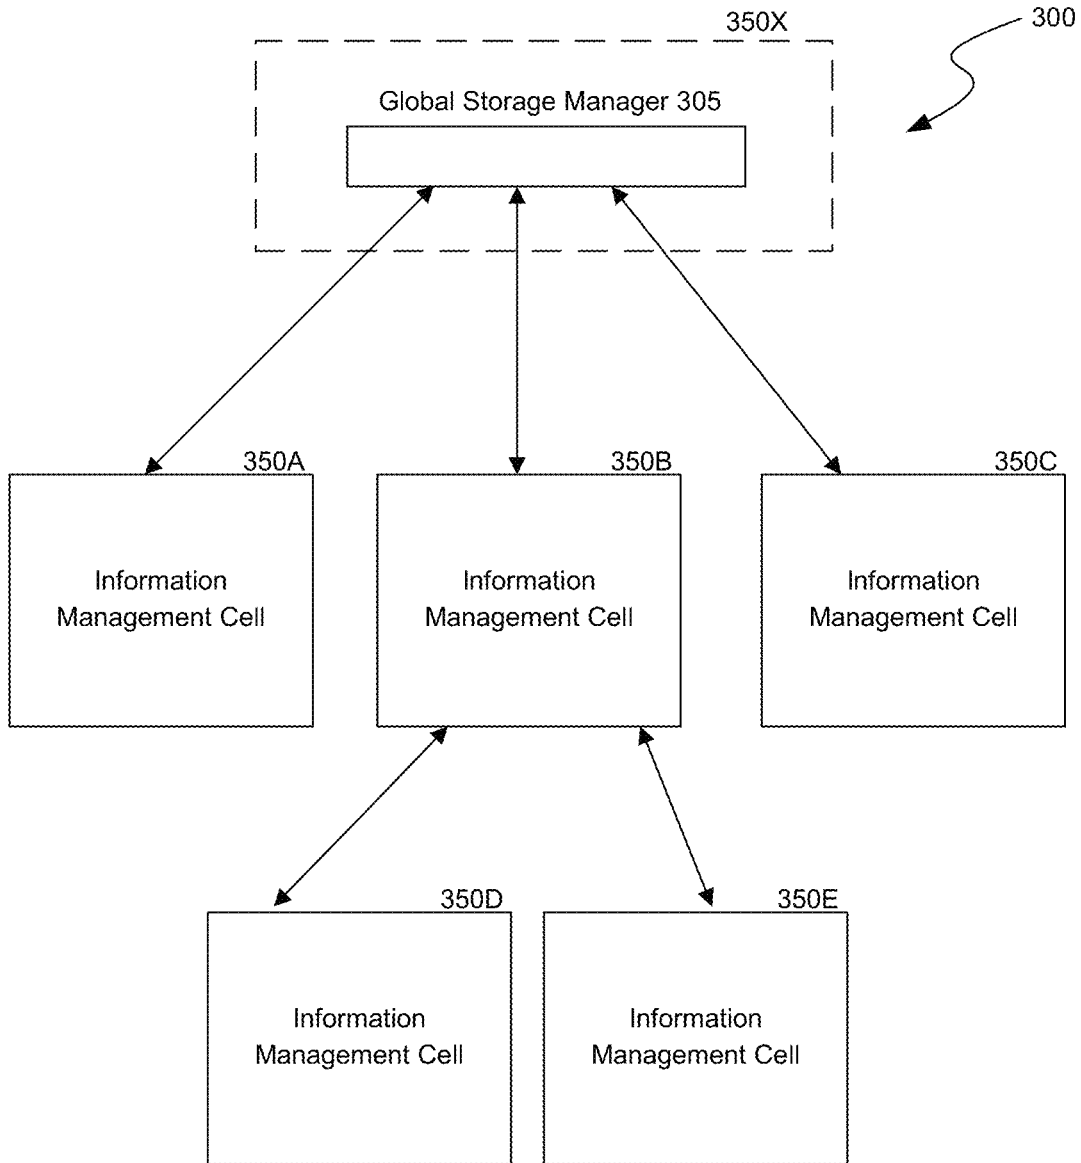 350X
300
Global Storage Manager 305
350A
350B
350C
Information
Management Cell
Information
Management Cell
Information
Management Cell
350D
350E
Information
Management Cell
Information
Management Cell